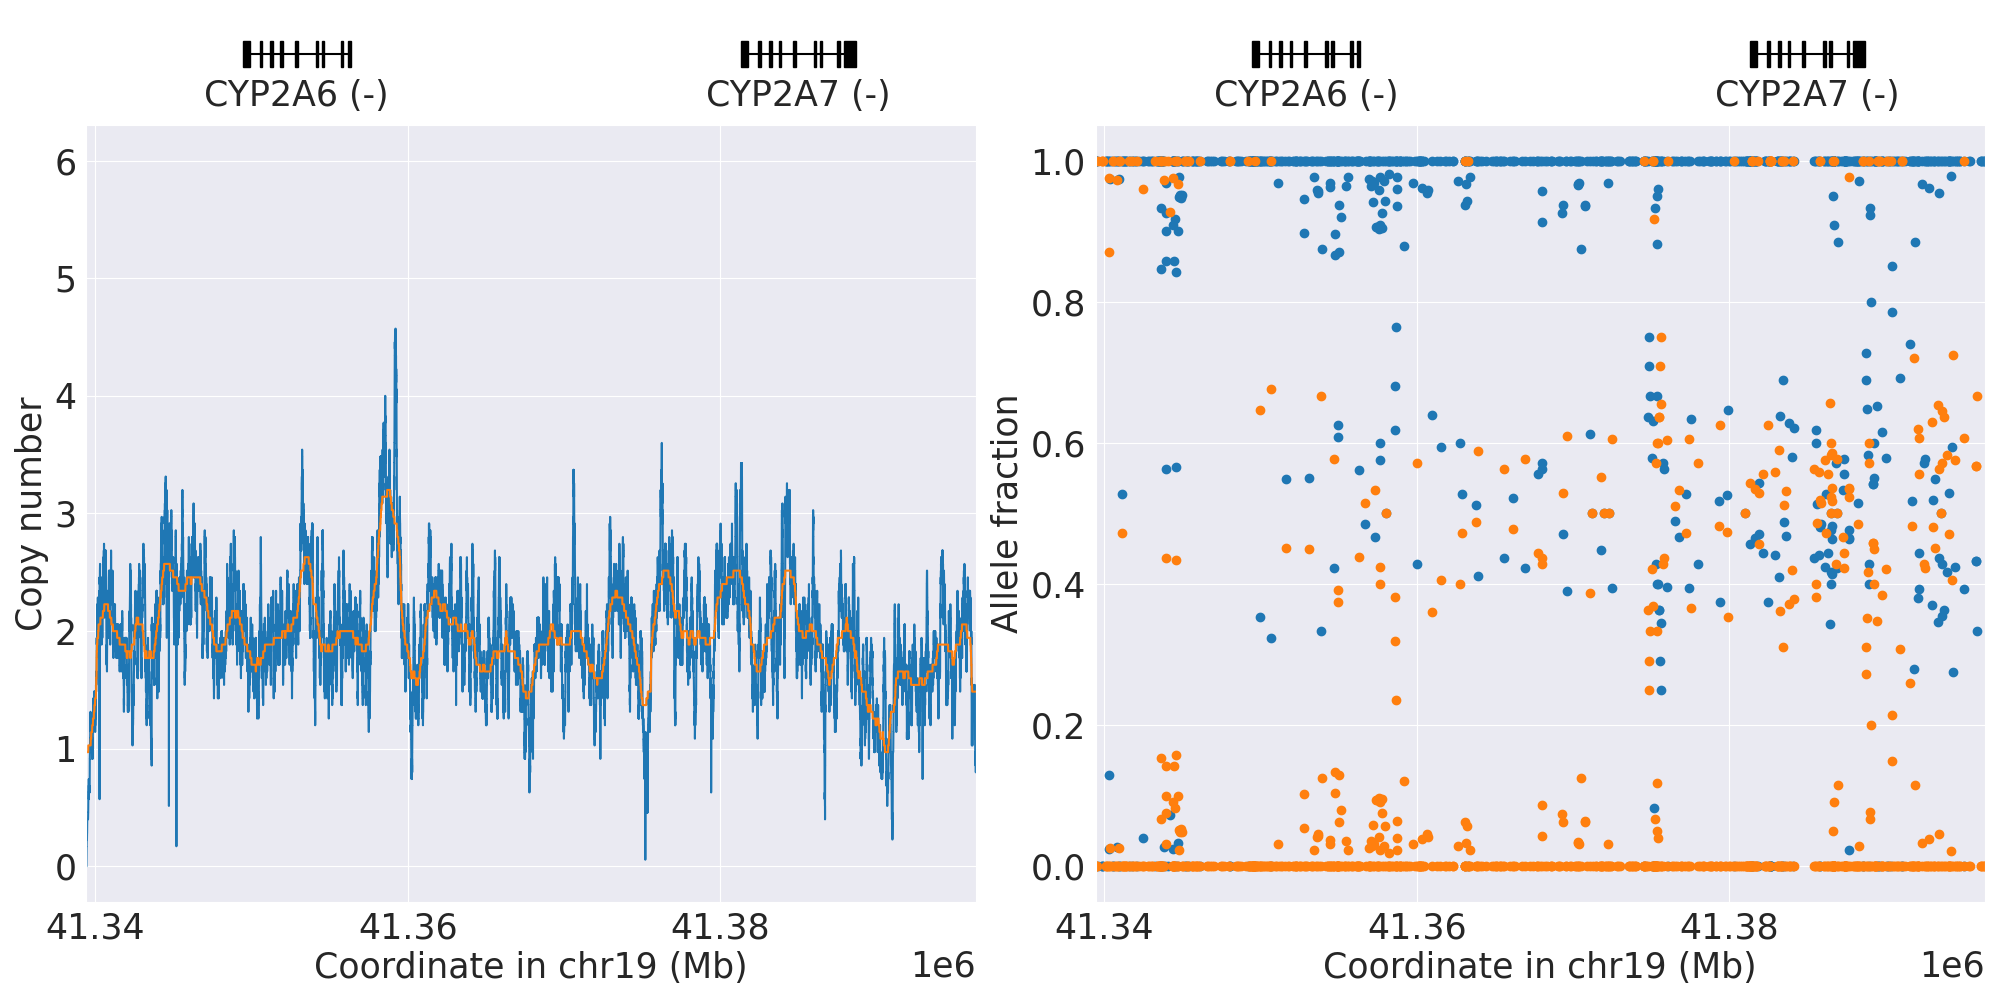 CYP2A6 (-)
CYP2A7 (-)
Copy number
6
5
4
3
2
1
0
41.34
41.36
41.38
Coordinate in chr19 (Mb)
1e6
CYP2A6 (-)
CYP2A7 (-)
Allele fraction
1.0
0.8
0.6
0.4
0.2
0.0
41.34
41.36
41.38
Coordinate in chr19 (Mb)
1e6